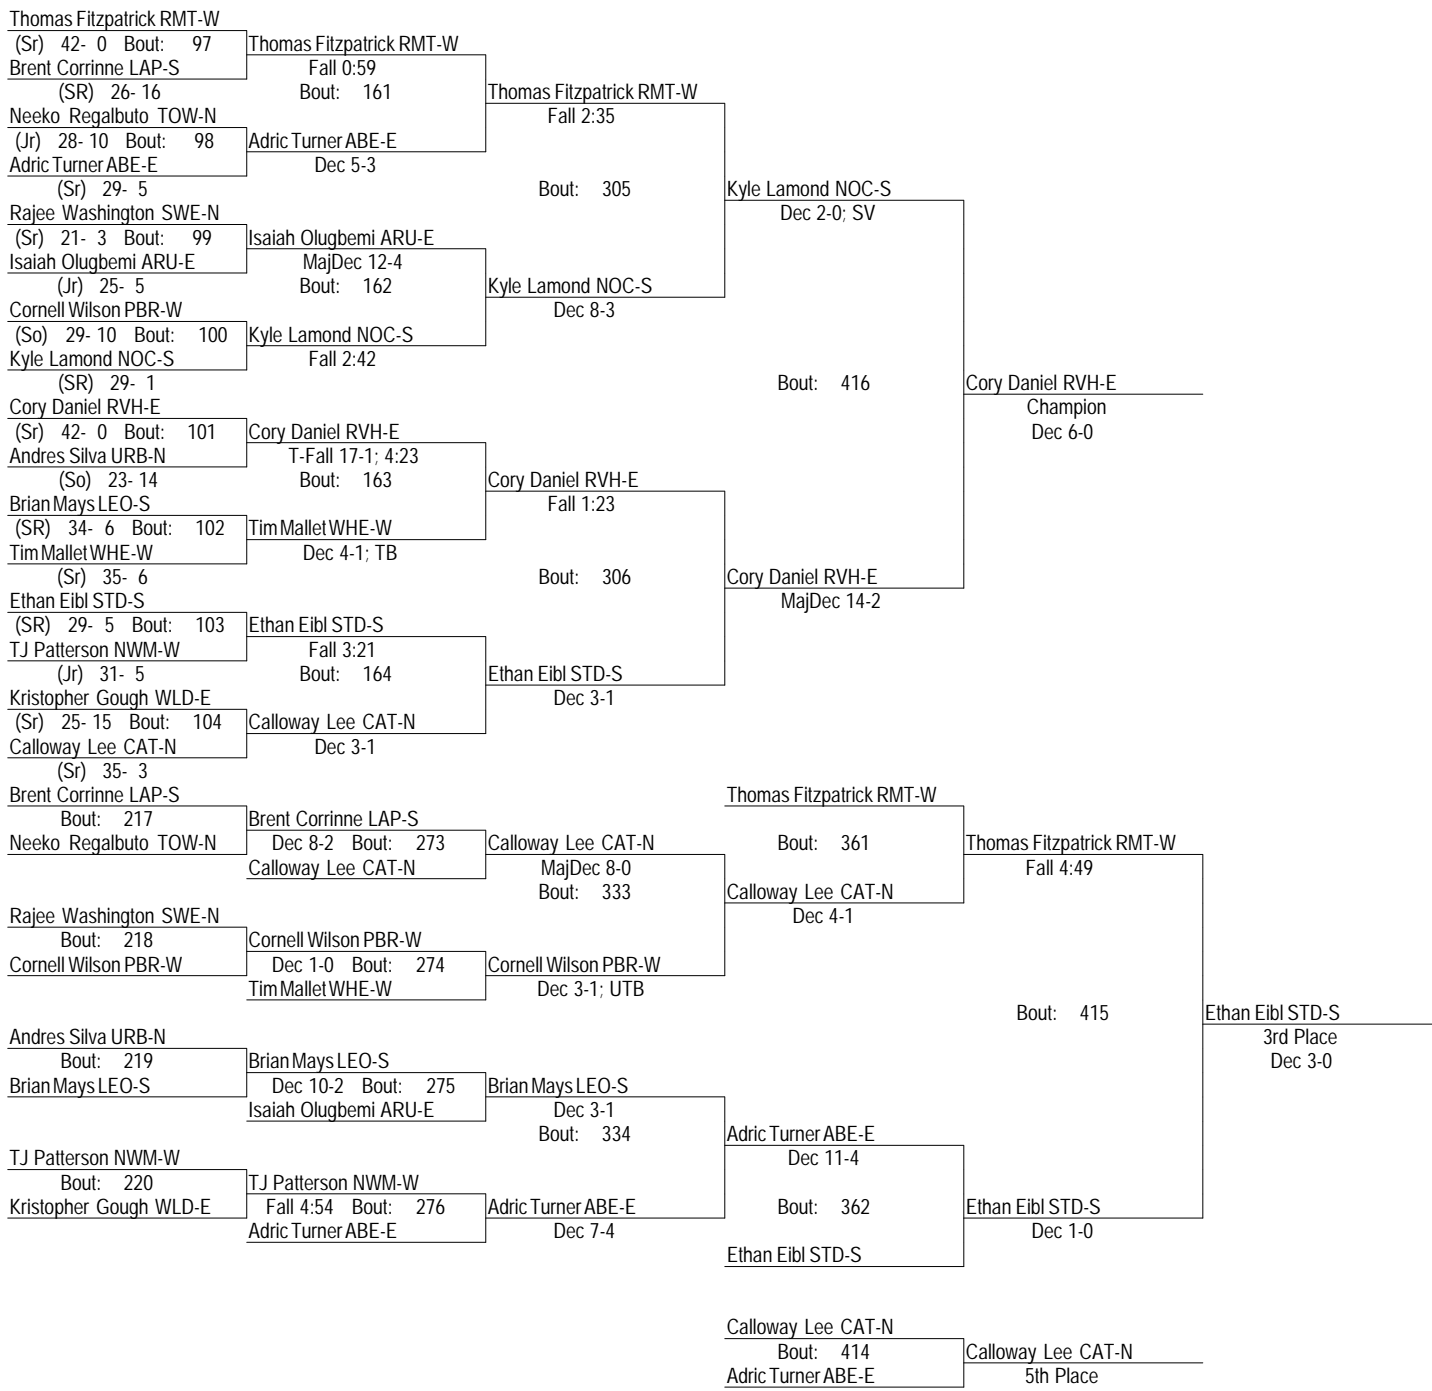 Thomas Fitzpatrick RMT-W
(Sr) 42- 0 Bout: 97
Thomas Fitzpatrick RMT-W
Brent Corrinne LAP-S
Fall 0:59
(SR) 26- 16
Bout: 161
Thomas Fitzpatrick RMT-W
Neeko Regalbuto TOW-N
Fall 2:35
(Jr) 28- 10 Bout: 98
Adric Turner ABE-E
Adric Turner ABE-E
Dec 5-3
(Sr) 29- 5
Bout: 305
Kyle Lamond NOC-S
Rajee Washington SWE-N
Dec 2-0; SV
(Sr) 21- 3 Bout: 99
Isaiah Olugbemi ARU-E
Isaiah Olugbemi ARU-E
MajDec 12-4
(Jr) 25- 5
Bout: 162
Kyle Lamond NOC-S
Cornell Wilson PBR-W
Dec 8-3
(So) 29- 10 Bout: 100
Kyle Lamond NOC-S
Kyle Lamond NOC-S
Fall 2:42
(SR) 29- 1
Bout: 416
Cory Daniel RVH-E
Cory Daniel RVH-E
Champion
(Sr) 42- 0 Bout: 101
Cory Daniel RVH-E
Dec 6-0
Andres Silva URB-N
T-Fall 17-1; 4:23
(So) 23- 14
Bout: 163
Cory Daniel RVH-E
Brian Mays LEO-S
Fall 1:23
(SR) 34- 6 Bout: 102
Tim Mallet WHE-W
Tim Mallet WHE-W
Dec 4-1; TB
(Sr) 35- 6
Bout: 306
Cory Daniel RVH-E
Ethan Eibl STD-S
MajDec 14-2
(SR) 29- 5 Bout: 103
Ethan Eibl STD-S
TJ Patterson NWM-W
Fall 3:21
(Jr) 31- 5
Bout: 164
Ethan Eibl STD-S
Kristopher Gough WLD-E
Dec 3-1
(Sr) 25- 15 Bout: 104
Calloway Lee CAT-N
Calloway Lee CAT-N
Dec 3-1
(Sr) 35- 3
Brent Corrinne LAP-S
Thomas Fitzpatrick RMT-W
Bout: 217
Brent Corrinne LAP-S
Neeko Regalbuto TOW-N
Dec 8-2 Bout: 273
Calloway Lee CAT-N
Bout: 361
Thomas Fitzpatrick RMT-W
Calloway Lee CAT-N
MajDec 8-0
Fall 4:49
Bout: 333
Calloway Lee CAT-N
Rajee Washington SWE-N
Dec 4-1
Bout: 218
Cornell Wilson PBR-W
Cornell Wilson PBR-W
Dec 1-0 Bout: 274
Cornell Wilson PBR-W
Tim Mallet WHE-W
Dec 3-1; UTB
Bout: 415
Ethan Eibl STD-S
Andres Silva URB-N
3rd Place
Bout: 219
Brian Mays LEO-S
Dec 3-0
Brian Mays LEO-S
Dec 10-2 Bout: 275
Brian Mays LEO-S
Isaiah Olugbemi ARU-E
Dec 3-1
Bout: 334
Adric Turner ABE-E
TJ Patterson NWM-W
Dec 11-4
Bout: 220
TJ Patterson NWM-W
Kristopher Gough WLD-E
Fall 4:54 Bout: 276
Adric Turner ABE-E
Bout: 362
Ethan Eibl STD-S
Adric Turner ABE-E
Dec 7-4
Dec 1-0
Ethan Eibl STD-S
Calloway Lee CAT-N
Bout: 414
Calloway Lee CAT-N
Adric Turner ABE-E
5th Place